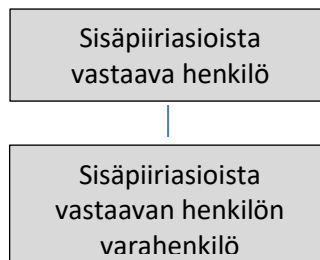 Sisäpiiriasioista
vastaava henkilö
Sisäpiiriasioista
vastaavan henkilön
varahenkilö